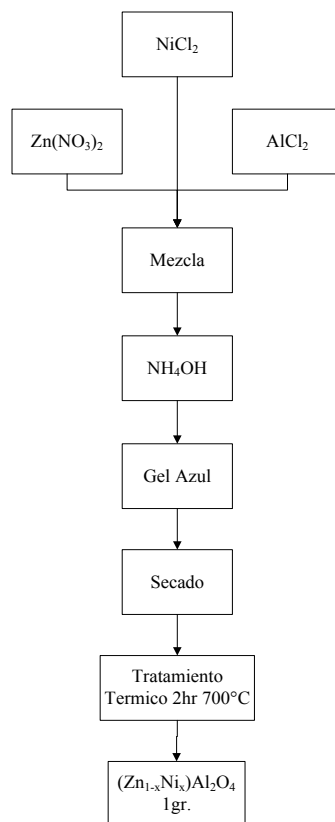 NiCl₂
Zn(NO₃)₂
AlCl₂
Mezcla
NH₄OH
Gel Azul
Secado
Tratamiento
Termico 2hr 700°C
(Zn₁₋ₓNiₓ)Al₂O₄
1gr.